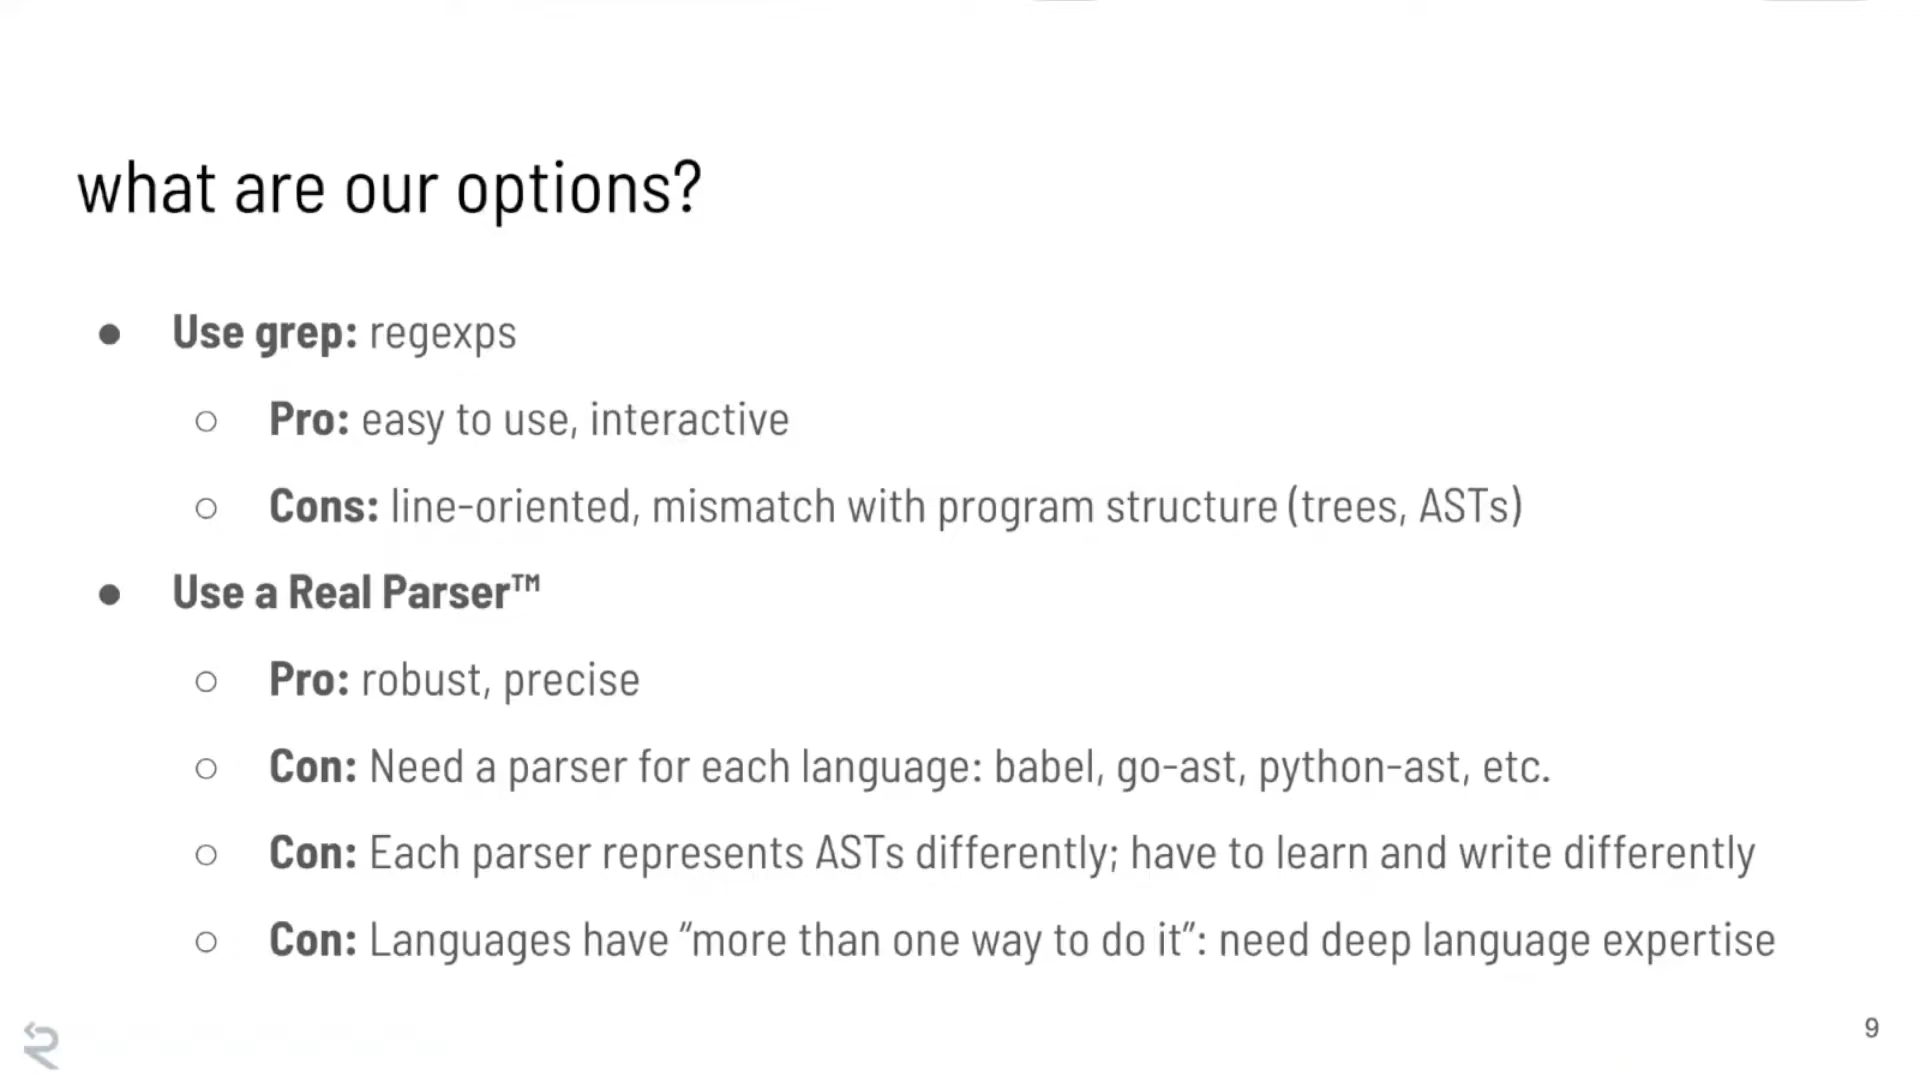 what are our options?
● Use grep: regexps
○ Pro: easy to use, interactive
○ Cons: line-oriented, mismatch with program structure (trees, ASTs)
● Use a Real Parser™
○ Pro: robust, precise
○ Con: Need a parser for each language: babel, go-ast, python-ast, etc.
○ Con: Each parser represents ASTs differently; have to learn and write differently
○ Con: Languages have “more than one way to do it”: need deep language expertise
9